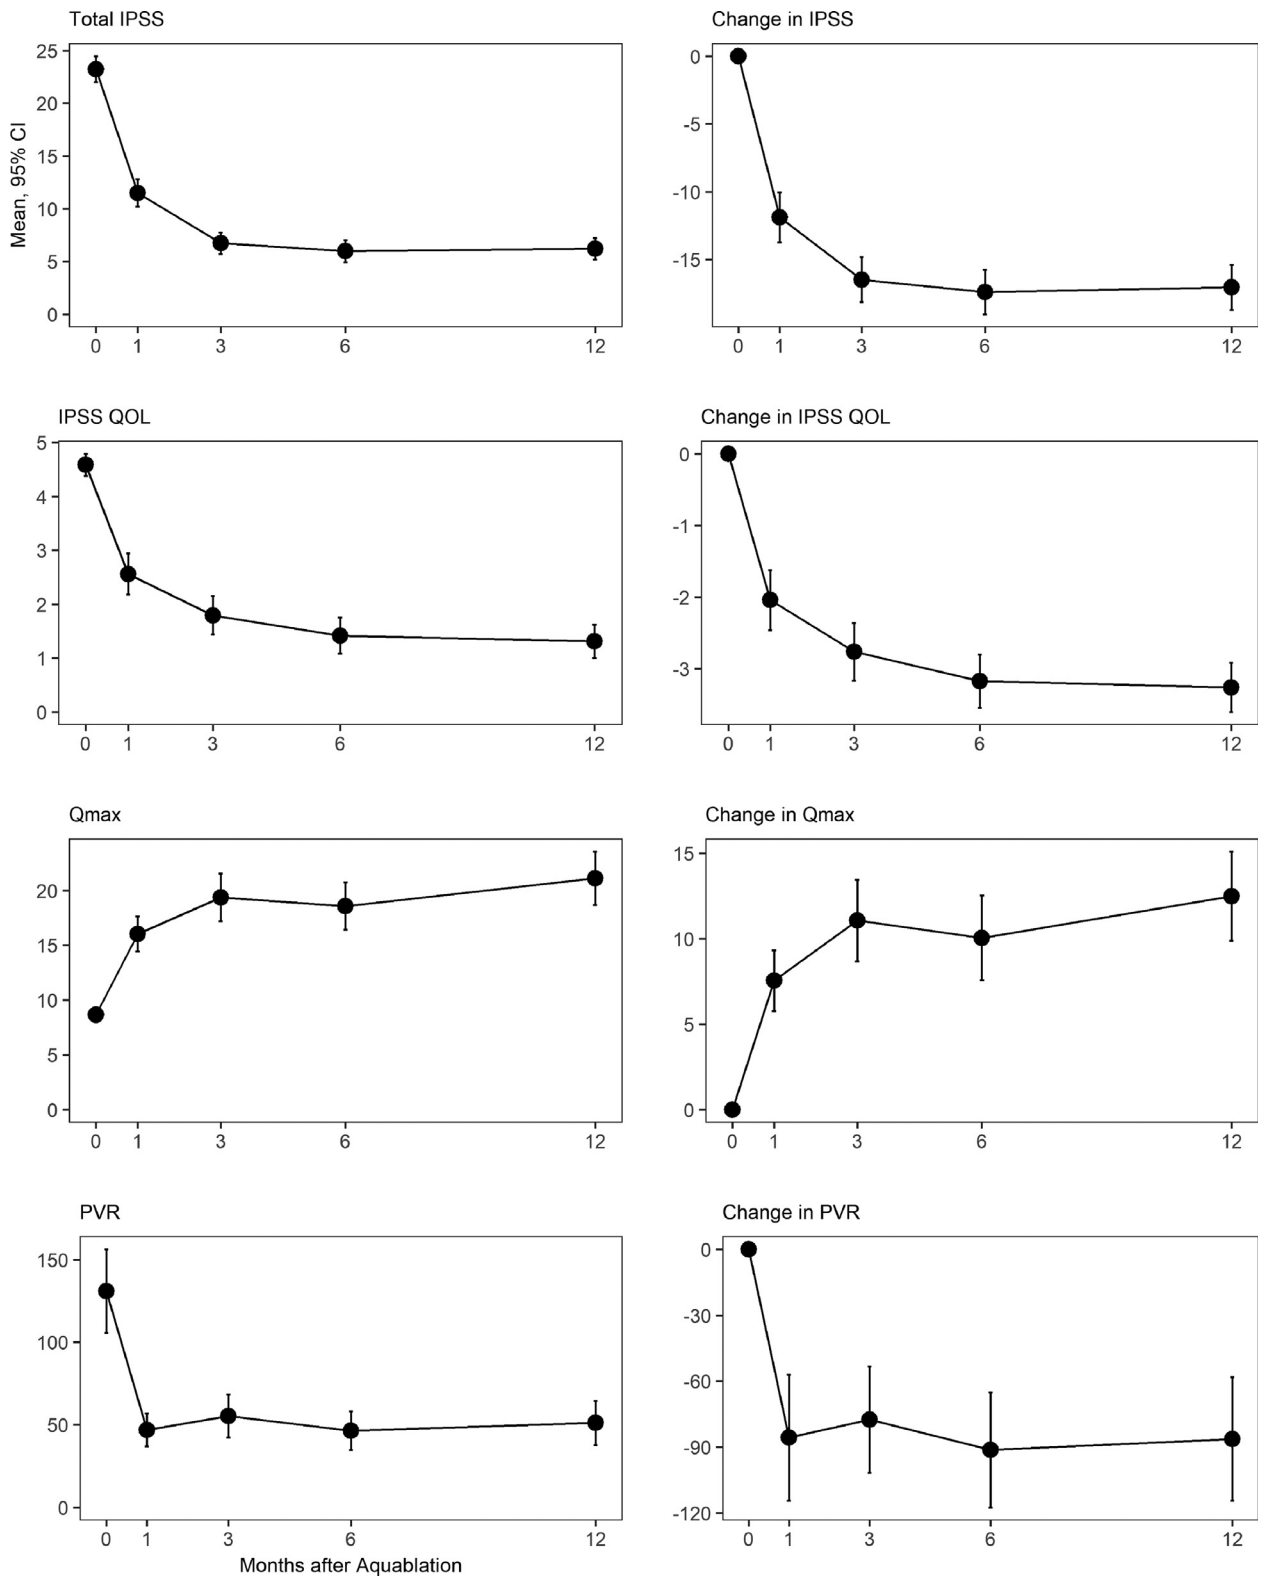 Total IPSS
25
20
15
10
5
0
Mean, 95% CI
0 1 3 6 12
Change in IPSS
0
-5
-10
-15
0 1 3 6 12
IPSS QOL
5
4
3
2
1
0
0 1 3 6 12
Change in IPSS QOL
0
-1
-2
-3
0 1 3 6 12
Qmax
20
15
10
5
0
0 1 3 6 12
Change in Qmax
15
10
5
0
0 1 3 6 12
PVR
150
100
50
0
0 1 3 6 12
Months after Aquablation
Change in PVR
0
-30
-60
-90
-120
0 1 3 6 12